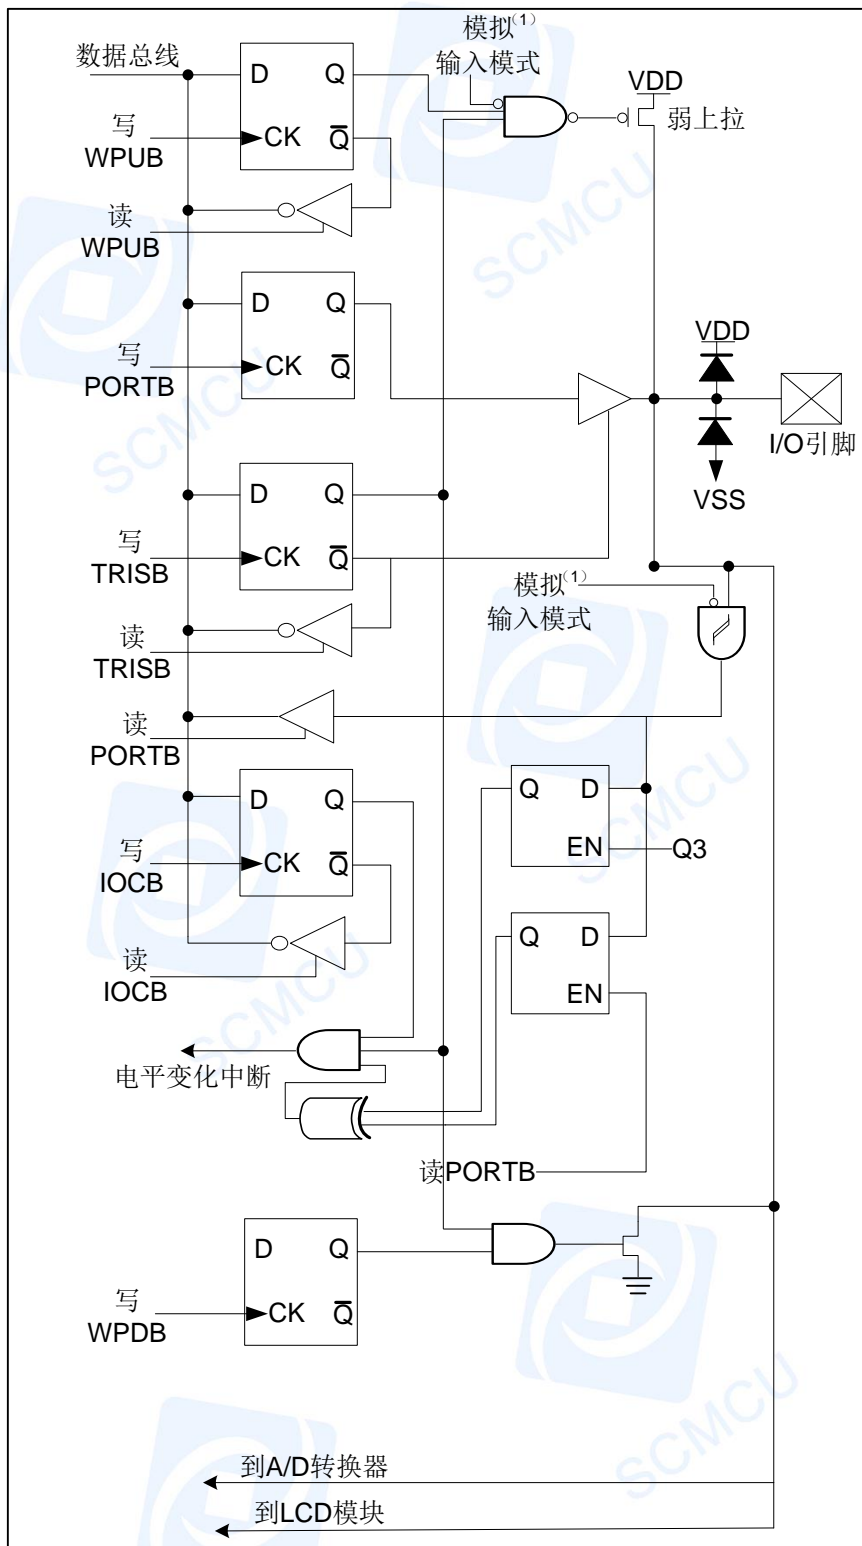 数据总线
D Q
CK Q̅
写
WPUB
读
WPUB
模拟⁽¹⁾
输入模式
VDD
弱上拉
D Q
CK Q̅
写
PORTB
VDD
I/O引脚
VSS
D Q
CK Q̅
写
TRISB
读
TRISB
模拟⁽¹⁾
输入模式
读
PORTB
D Q
CK Q̅
写
IOCB
读
IOCB
Q D
EN
Q3
Q D
EN
电平变化中断
读PORTB
D Q
CK Q̅
写
WPDB
到A/D转换器
到LCD模块
SCMCU
SCMCU
SCMCU
SCMCU
SCMCU